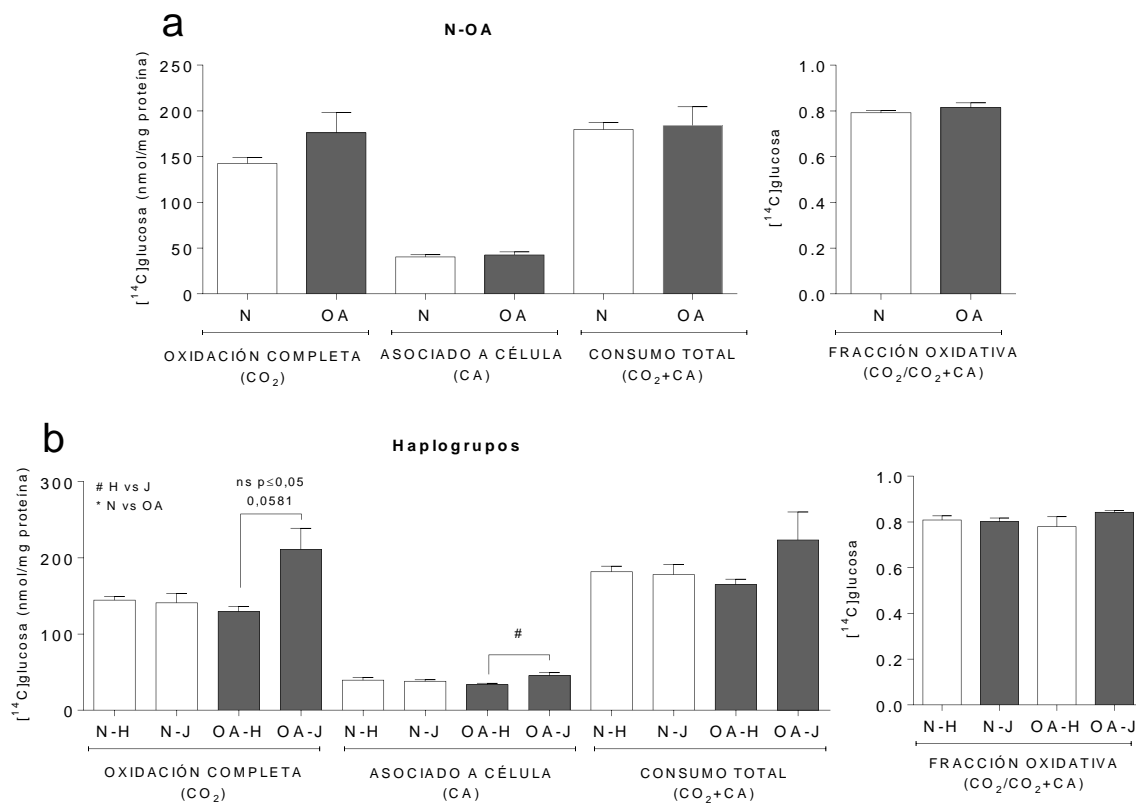 a
N-OA
[¹⁴C]glucosa (nmol/mg proteína)
250
200
150
100
50
0
N
OA
N
OA
N
OA
OXIDACIÓN COMPLETA
(CO₂)
ASOCIADO A CÉLULA
(CA)
CONSUMO TOTAL
(CO₂+CA)
[¹⁴C]glucosa
1.0
0.8
0.6
0.4
0.2
0.0
N
OA
FRACCIÓN OXIDATIVA
(CO₂/CO₂+CA)
b
Haplogrupos
[¹⁴C]glucosa (nmol/mg proteína)
300
200
100
0
# H vs J
* N vs OA
ns p≤0,05
0,0581
#
N-H
N-J
OA-H
OA-J
N-H
N-J
OA-H
OA-J
N-H
N-J
OA-H
OA-J
OXIDACIÓN COMPLETA
(CO₂)
ASOCIADO A CÉLULA
(CA)
CONSUMO TOTAL
(CO₂+CA)
[¹⁴C]glucosa
1.0
0.8
0.6
0.4
0.2
0.0
N-H
N-J
OA-H
OA-J
FRACCIÓN OXIDATIVA
(CO₂/CO₂+CA)